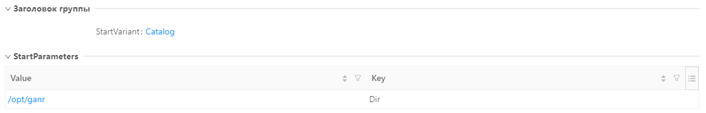 Заголовок группы
StartVariant: Catalog
StartParameters
Value Key
/opt/ganr Dir